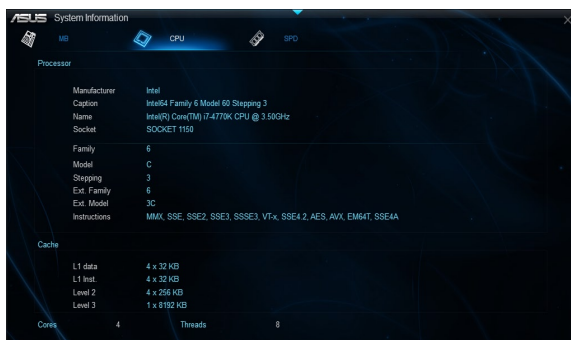 ASUS System Information X
MB CPU SPD
Processor
Manufacturer Intel
Caption Intel64 Family 6 Model 60 Stepping 3
Name Intel(R) Core(TM) i7-4770K CPU @ 3.50GHz
Socket SOCKET 1150
Family 6
Model C
Stepping 3
Ext. Family 6
Ext. Model 3C
Instructions MMX, SSE, SSE2, SSE3, SSSE3, VT-x, SSE4.2, AES, AVX, EM64T, SSE4A
Cache
L1 data 4 x 32 KB
L1 Inst. 4 x 32 KB
Level 2 4 x 256 KB
Level 3 1 x 8192 KB
Cores 4 Threads 8